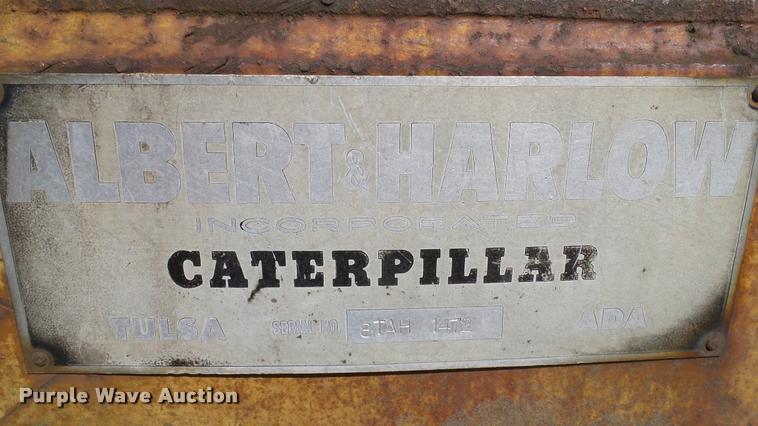 ALBERT & HARLOW
INCORPORATED
CATERPILLAR
TULSA SERIAL NO. 8TAH 1472 ADA
Purple Wave Auction